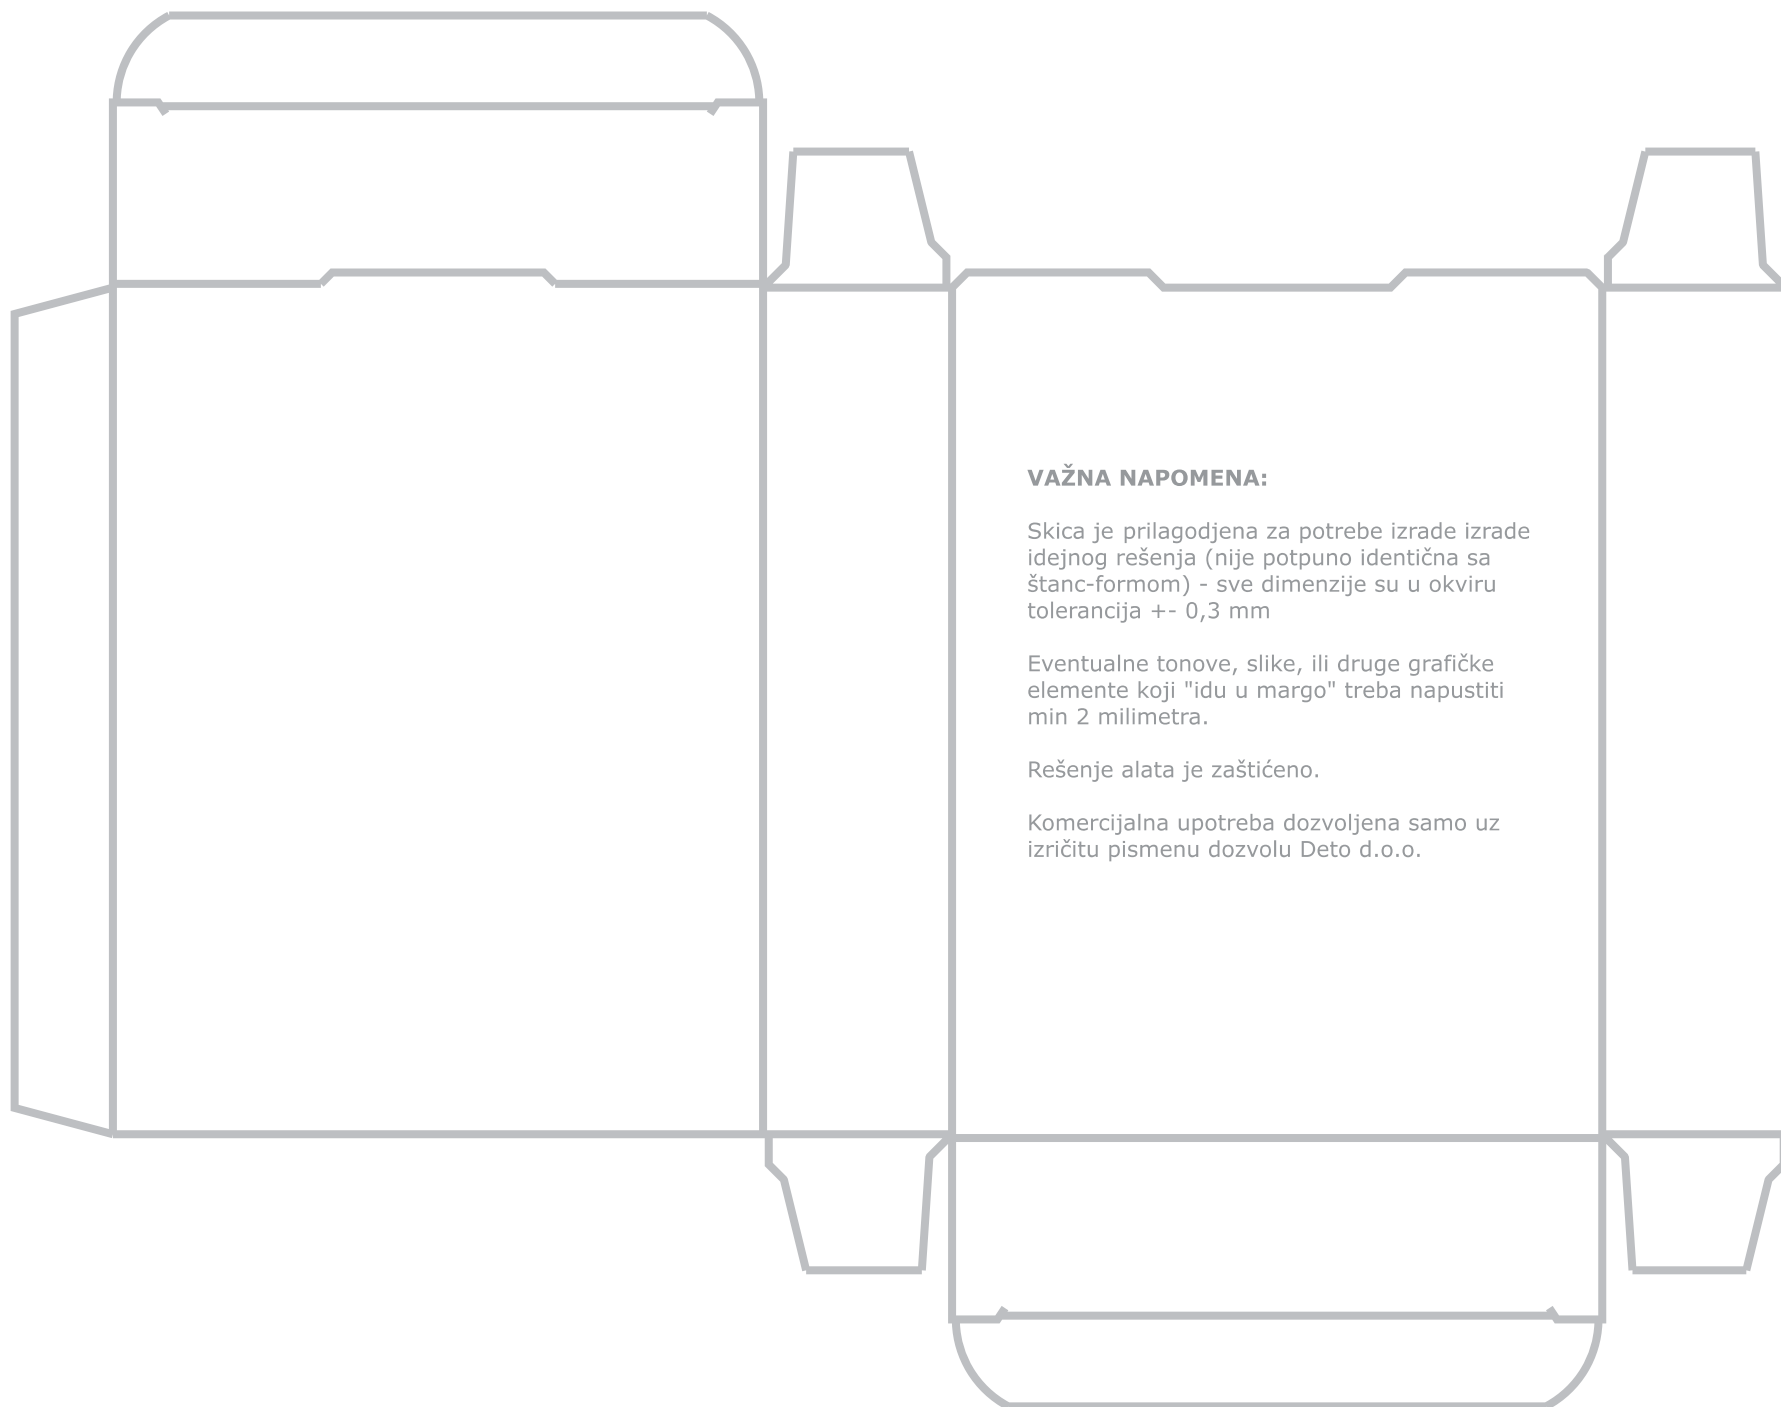 VAŽNA NAPOMENA:
Skica je prilagodjena za potrebe izrade izrade
idejnog rešenja (nije potpuno identična sa
štanc-formom) - sve dimenzije su u okviru
tolerancija +- 0,3 mm
Eventualne tonove, slike, ili druge grafičke
elemente koji "idu u margo" treba napustiti
min 2 milimetra.
Rešenje alata je zaštićeno.
Komercijalna upotreba dozvoljena samo uz
izričitu pismenu dozvolu Deto d.o.o.